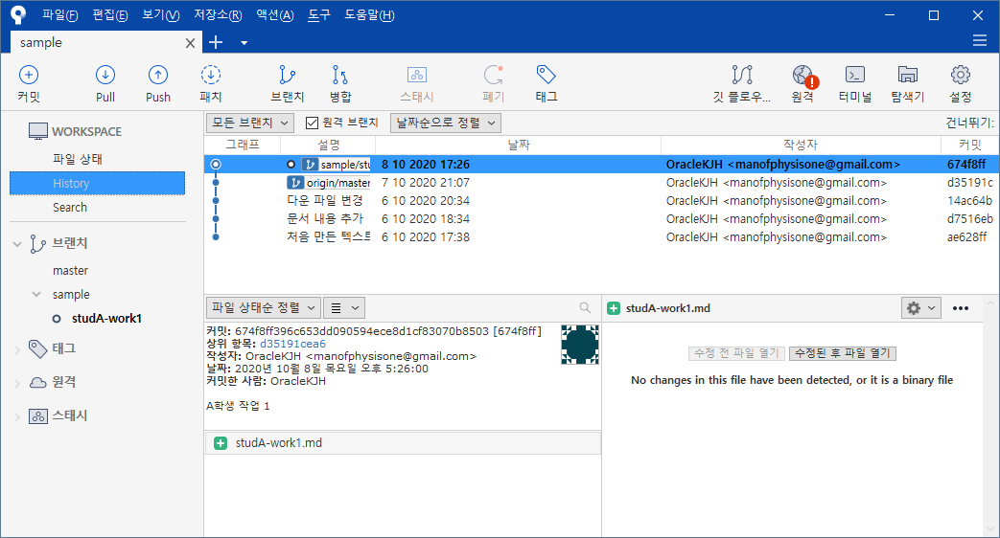 파일(F) 편집(E) 보기(V) 저장소(R) 액션(A) 도구 도움말(H)
sample
커밋 Pull Push 패치 브랜치 병합 스태시 폐기 태그 깃 플로우... 원격 터미널 탐색기 설정
WORKSPACE
파일 상태
History
Search
브랜치
master
sample
studA-work1
태그
원격
스태시
모든 브랜치 원격 브랜치 날짜순으로 정렬 건너뛰기:
그래프 설명 날짜 작성자 커밋
sample/stu 8 10 2020 17:26 OracleKJH <manofphysisone@gmail.com> 674f8ff
origin/master 7 10 2020 21:07 OracleKJH <manofphysisone@gmail.com> d35191c
다운 파일 변경 6 10 2020 20:34 OracleKJH <manofphysisone@gmail.com> 14ac64b
문서 내용 추가 6 10 2020 18:34 OracleKJH <manofphysisone@gmail.com> d7516eb
처음 만든 텍스트 6 10 2020 17:38 OracleKJH <manofphysisone@gmail.com> ae628ff
파일 상태순 정렬
커밋: 674f8ff396c653dd090594ece8d1cf83070b8503 [674f8ff]
상위 항목: d35191cea6
작성자: OracleKJH <manofphysisone@gmail.com>
날짜: 2020년 10월 8일 목요일 오후 5:26:00
커밋한 사람: OracleKJH
A학생 작업 1
studA-work1.md
studA-work1.md
수정 전 파일 열기 수정된 후 파일 열기
No changes in this file have been detected, or it is a binary file